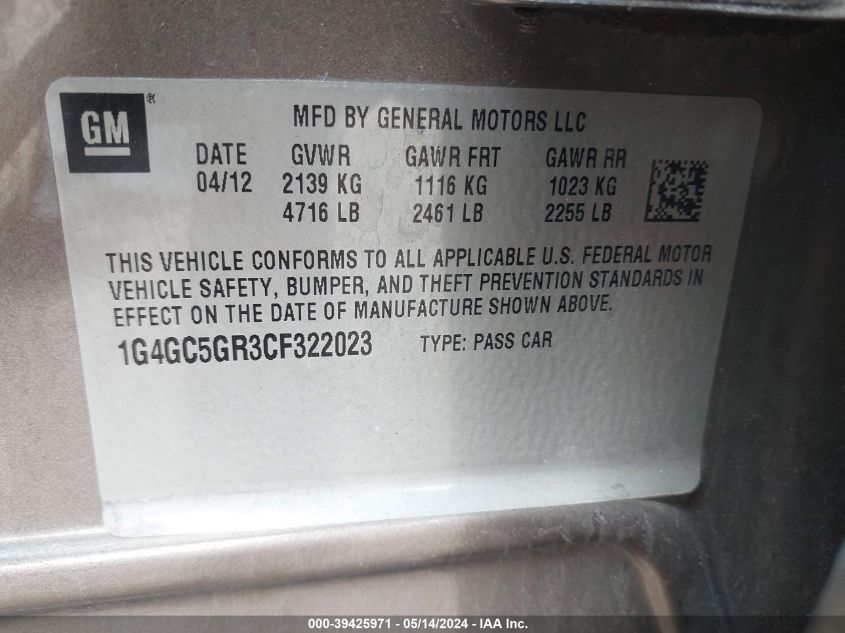 GM®
MFD BY GENERAL MOTORS LLC
DATE GVWR GAWR FRT GAWR RR
04/12 2139 KG 1116 KG 1023 KG
4716 LB 2461 LB 2255 LB
THIS VEHICLE CONFORMS TO ALL APPLICABLE U.S. FEDERAL MOTOR
VEHICLE SAFETY, BUMPER, AND THEFT PREVENTION STANDARDS IN
EFFECT ON THE DATE OF MANUFACTURE SHOWN ABOVE.
1G4GC5GR3CF322023 TYPE: PASS CAR
000-39425971 - 05/14/2024 - IAA Inc.